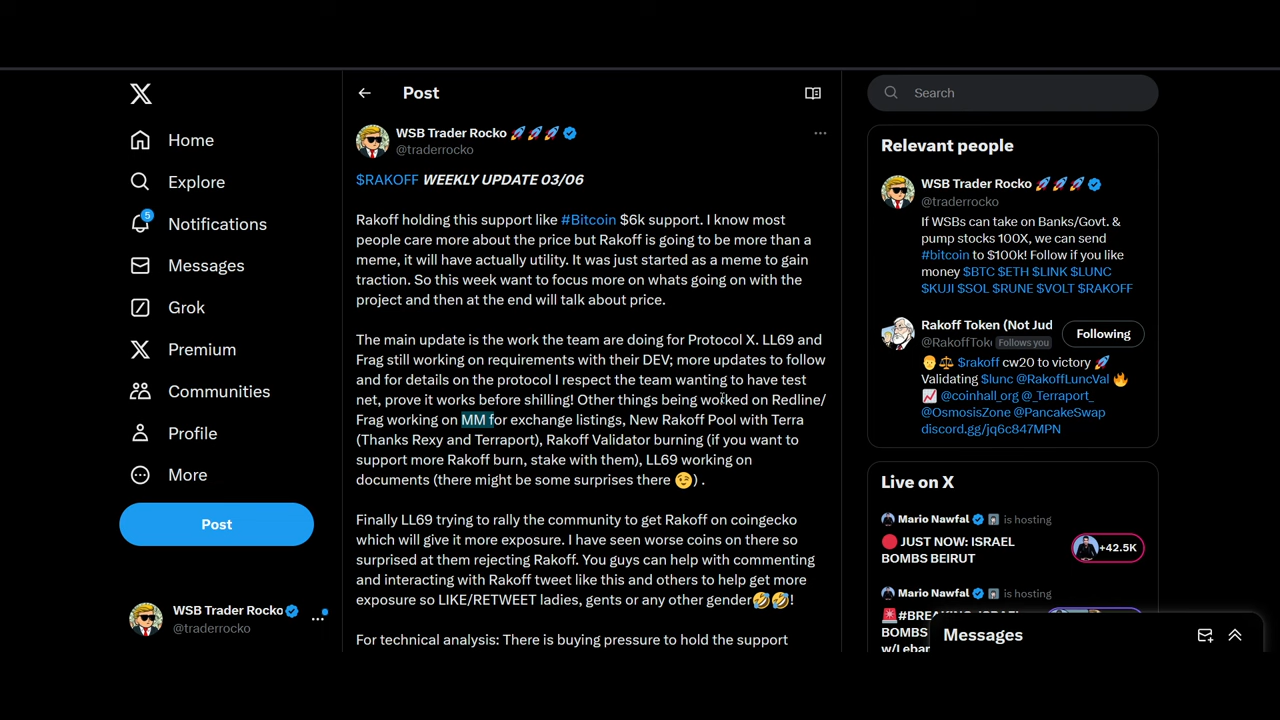 Home
Explore
5
Notifications
Messages
Grok
Premium
Communities
Profile
More
Post
WSB Trader Rocko 🚀🚀🚀
@traderrocko
Post
WSB Trader Rocko 🚀🚀🚀
@traderrocko
$RAKOFF WEEKLY UPDATE 03/06
Rakoff holding this support like #Bitcoin $6k support. I know most
people care more about the price but Rakoff is going to be more than a
meme, it will have actually utility. It was just started as a meme to gain
traction. So this week want to focus more on whats going on with the
project and then at the end will talk about price.
The main update is the work the team are doing for Protocol X. LL69 and
Frag still working on requirements with their DEV; more updates to follow
and for details on the protocol I respect the team wanting to have test
net, prove it works before shilling! Other things being worked on Redline/
Frag working on MM for exchange listings, New Rakoff Pool with Terra
(Thanks Rexy and Terraport), Rakoff Validator burning (if you want to
support more Rakoff burn, stake with them), LL69 working on
documents (there might be some surprises there 😉) .
Finally LL69 trying to rally the community to get Rakoff on coingecko
which will give it more exposure. I have seen worse coins on there so
surprised at them rejecting Rakoff. You guys can help with commenting
and interacting with Rakoff tweet like this and others to help get more
exposure so LIKE/RETWEET ladies, gents or any other gender🤣🤣!
For technical analysis: There is buying pressure to hold the support
Search
Relevant people
WSB Trader Rocko 🚀🚀🚀
@traderrocko
If WSBs can take on Banks/Govt. &
pump stocks 100X, we can send
#bitcoin to $100k! Follow if you like
money $BTC $ETH $LINK $LUNC
$KUJI $SOL $RUNE $VOLT $RAKOFF
Rakoff Token (Not Jud
Following
@RakoffToke Follows you
👨‍⚖️ $rakoff cw20 to victory 🚀
Validating $lunc @RakoffLuncVal 🔥
📈 @coinhall_org @_Terraport_
@OsmosisZone @PancakeSwap
discord.gg/jq6c847MPN
Live on X
Mario Nawfal is hosting
🔴 JUST NOW: ISRAEL
BOMBS BEIRUT
+42.5K
Mario Nawfal is hosting
BOMBS
w/Leban
Messages